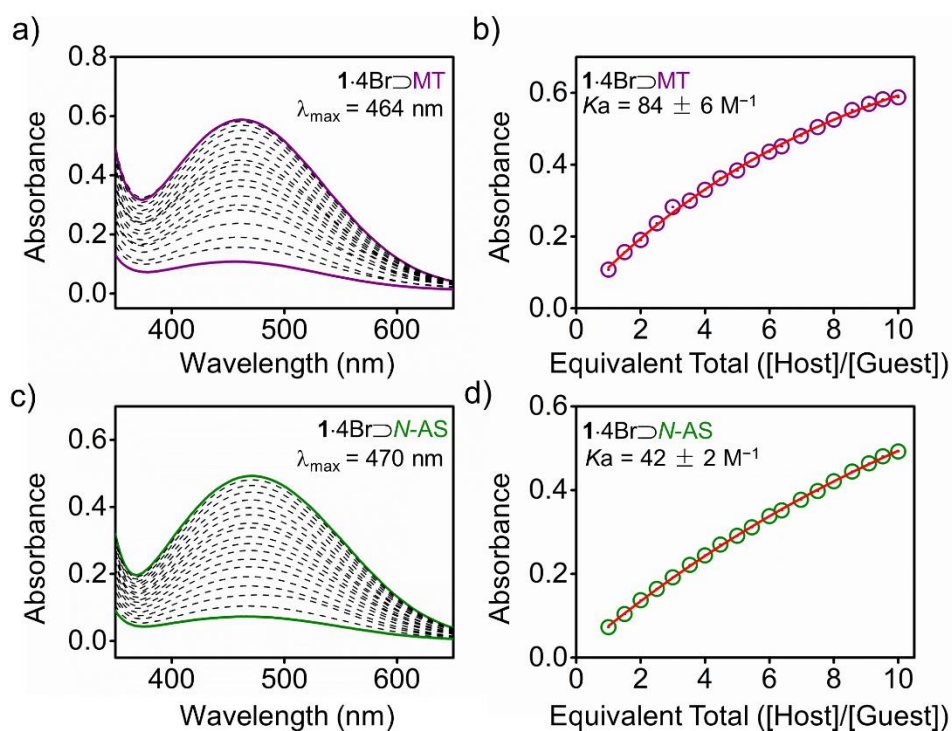 a)
0.8
0.6
0.4
0.2
0.0
Absorbance
1·4Br⊃MT
λmax = 464 nm
400
500
600
Wavelength (nm)
b)
0.6
0.4
0.2
0.0
Absorbance
1·4Br⊃MT
Ka = 84 ± 6 M⁻¹
0
2
4
6
8
10
Equivalent Total ([Host]/[Guest])
c)
0.6
0.4
0.2
0.0
Absorbance
1·4Br⊃N-AS
λmax = 470 nm
400
500
600
Wavelength (nm)
d)
0.6
0.4
0.2
0.0
Absorbance
1·4Br⊃N-AS
Ka = 42 ± 2 M⁻¹
0
2
4
6
8
10
Equivalent Total ([Host]/[Guest])